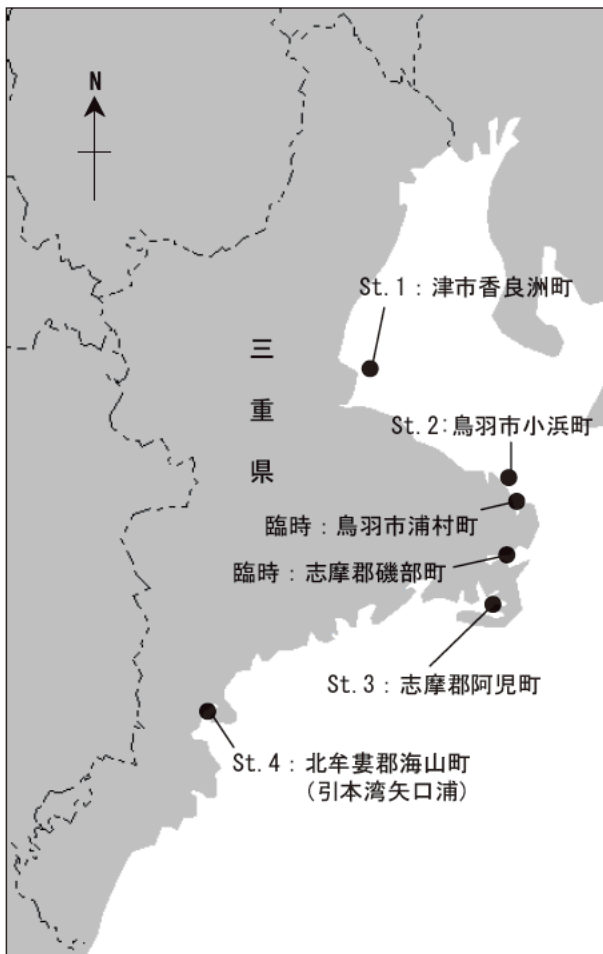 N
St.1：津市香良洲町
三重県
St.2：鳥羽市小浜町
臨時：鳥羽市浦村町
臨時：志摩郡磯部町
St.3：志摩郡阿児町
St.4：北牟婁郡海山町
（引本湾矢口浦）